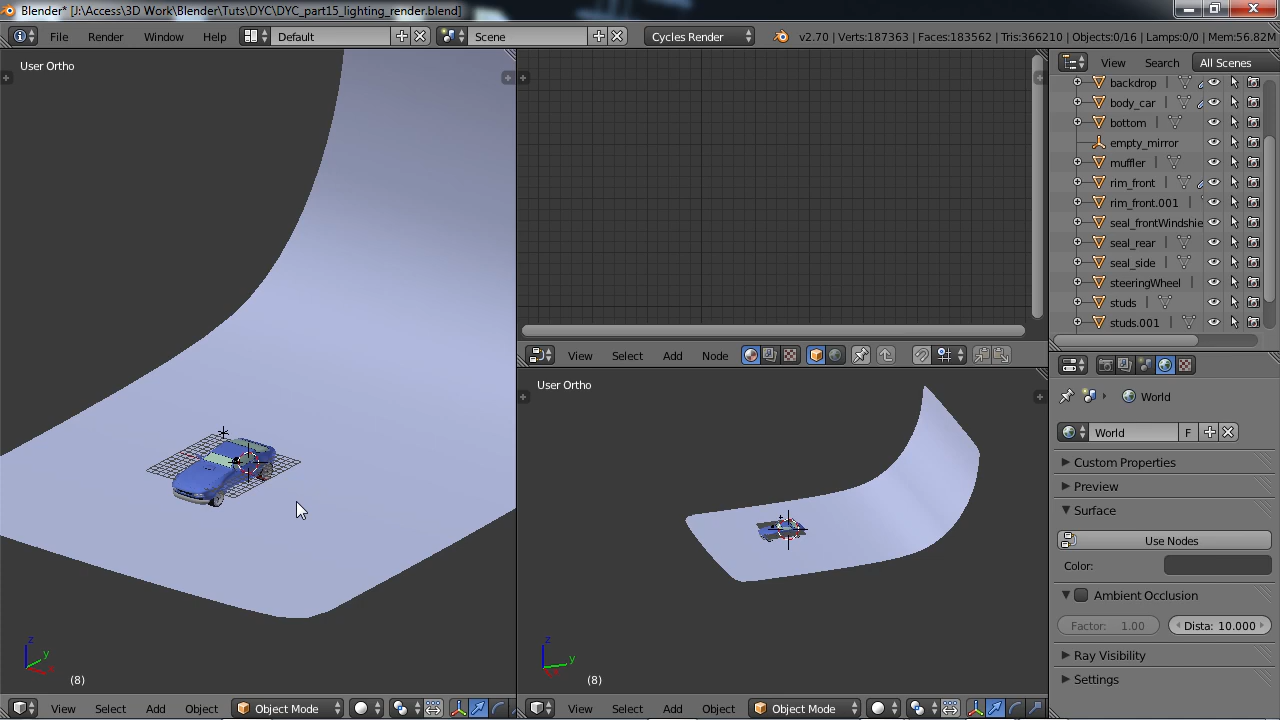 Blender* [J:\Access\3D Work\Blender\Tuts\DYC\DYC_part15_lighting_render.blend]
File Render Window Help Default Scene Cycles Render v2.70 | Verts:187363 | Faces:183562 | Tris:366210 | Objects:0/16 | Lamps:0/0 | Mem:56.82M
User Ortho
View Search All Scenes
backdrop
body_car
bottom
empty_mirror
muffler
rim_front
rim_front.001
seal_frontWindshie
seal_rear
seal_side
steeringWheel
studs
studs.001
View Select Add Node
User Ortho
World
World F
Custom Properties
Preview
Surface
Use Nodes
Color:
Ambient Occlusion
Factor: 1.00 Dista: 10.000
Ray Visibility
Settings
z
y
x
(8)
z
y
x
(8)
View Select Add Object Object Mode
View Select Add Object Object Mode